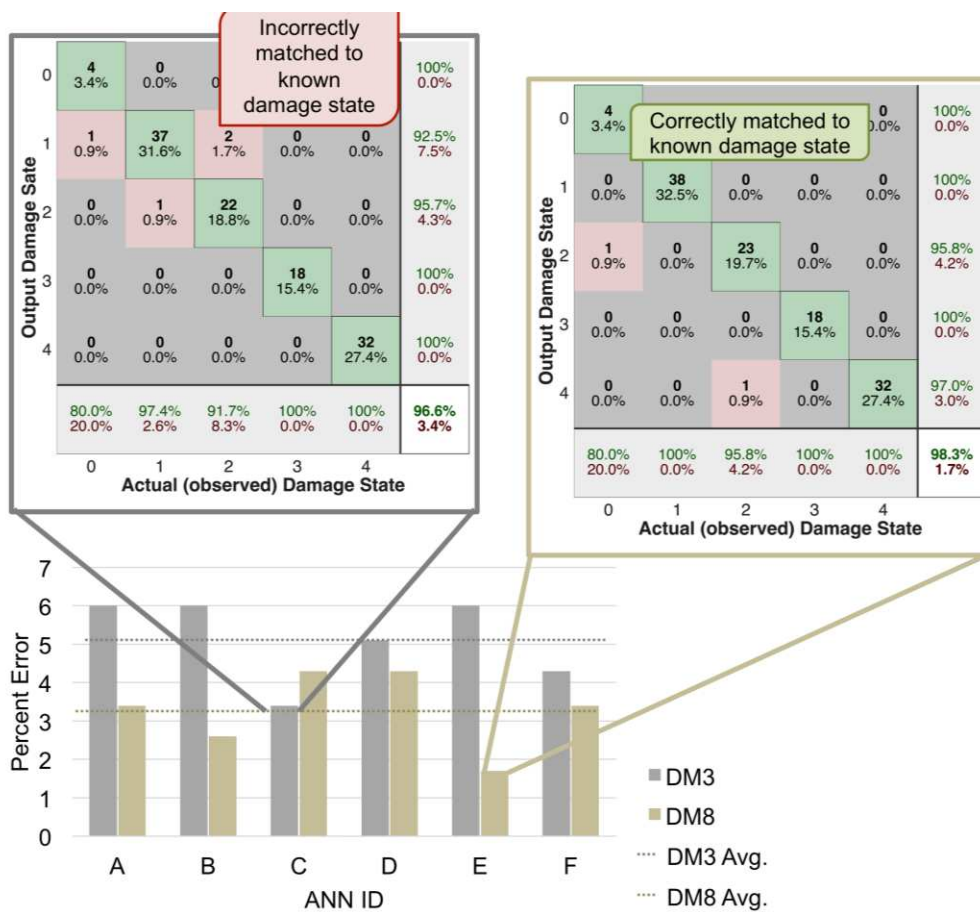 Incorrectly
matched to
known
damage state
Output Damage Sate
0 4 0 100%
3.4% 0.0% 0.0%
1 1 37 2 0 0 92.5%
0.9% 31.6% 1.7% 0.0% 0.0% 7.5%
2 0 1 22 0 0 95.7%
0.0% 0.9% 18.8% 0.0% 0.0% 4.3%
3 0 0 0 18 0 100%
0.0% 0.0% 0.0% 15.4% 0.0% 0.0%
4 0 0 0 0 32 100%
0.0% 0.0% 0.0% 0.0% 27.4% 0.0%
80.0% 97.4% 91.7% 100% 100% 96.6%
20.0% 2.6% 8.3% 0.0% 0.0% 3.4%
0 1 2 3 4
Actual (observed) Damage State
Correctly matched to
known damage state
Output Damage State
0 4 0 100%
3.4% 0.0% 0.0%
1 0 38 0 0 0 100%
0.0% 32.5% 0.0% 0.0% 0.0% 0.0%
2 1 0 23 0 0 95.8%
0.9% 0.0% 19.7% 0.0% 0.0% 4.2%
3 0 0 0 18 0 100%
0.0% 0.0% 0.0% 15.4% 0.0% 0.0%
4 0 0 1 0 32 97.0%
0.0% 0.0% 0.9% 0.0% 27.4% 3.0%
80.0% 100% 95.8% 100% 100% 98.3%
20.0% 0.0% 4.2% 0.0% 0.0% 1.7%
0 1 2 3 4
Actual (observed) Damage State
Percent Error
7
6
5
4
3
2
1
0
A B C D E F
ANN ID
DM3
DM8
DM3 Avg.
DM8 Avg.